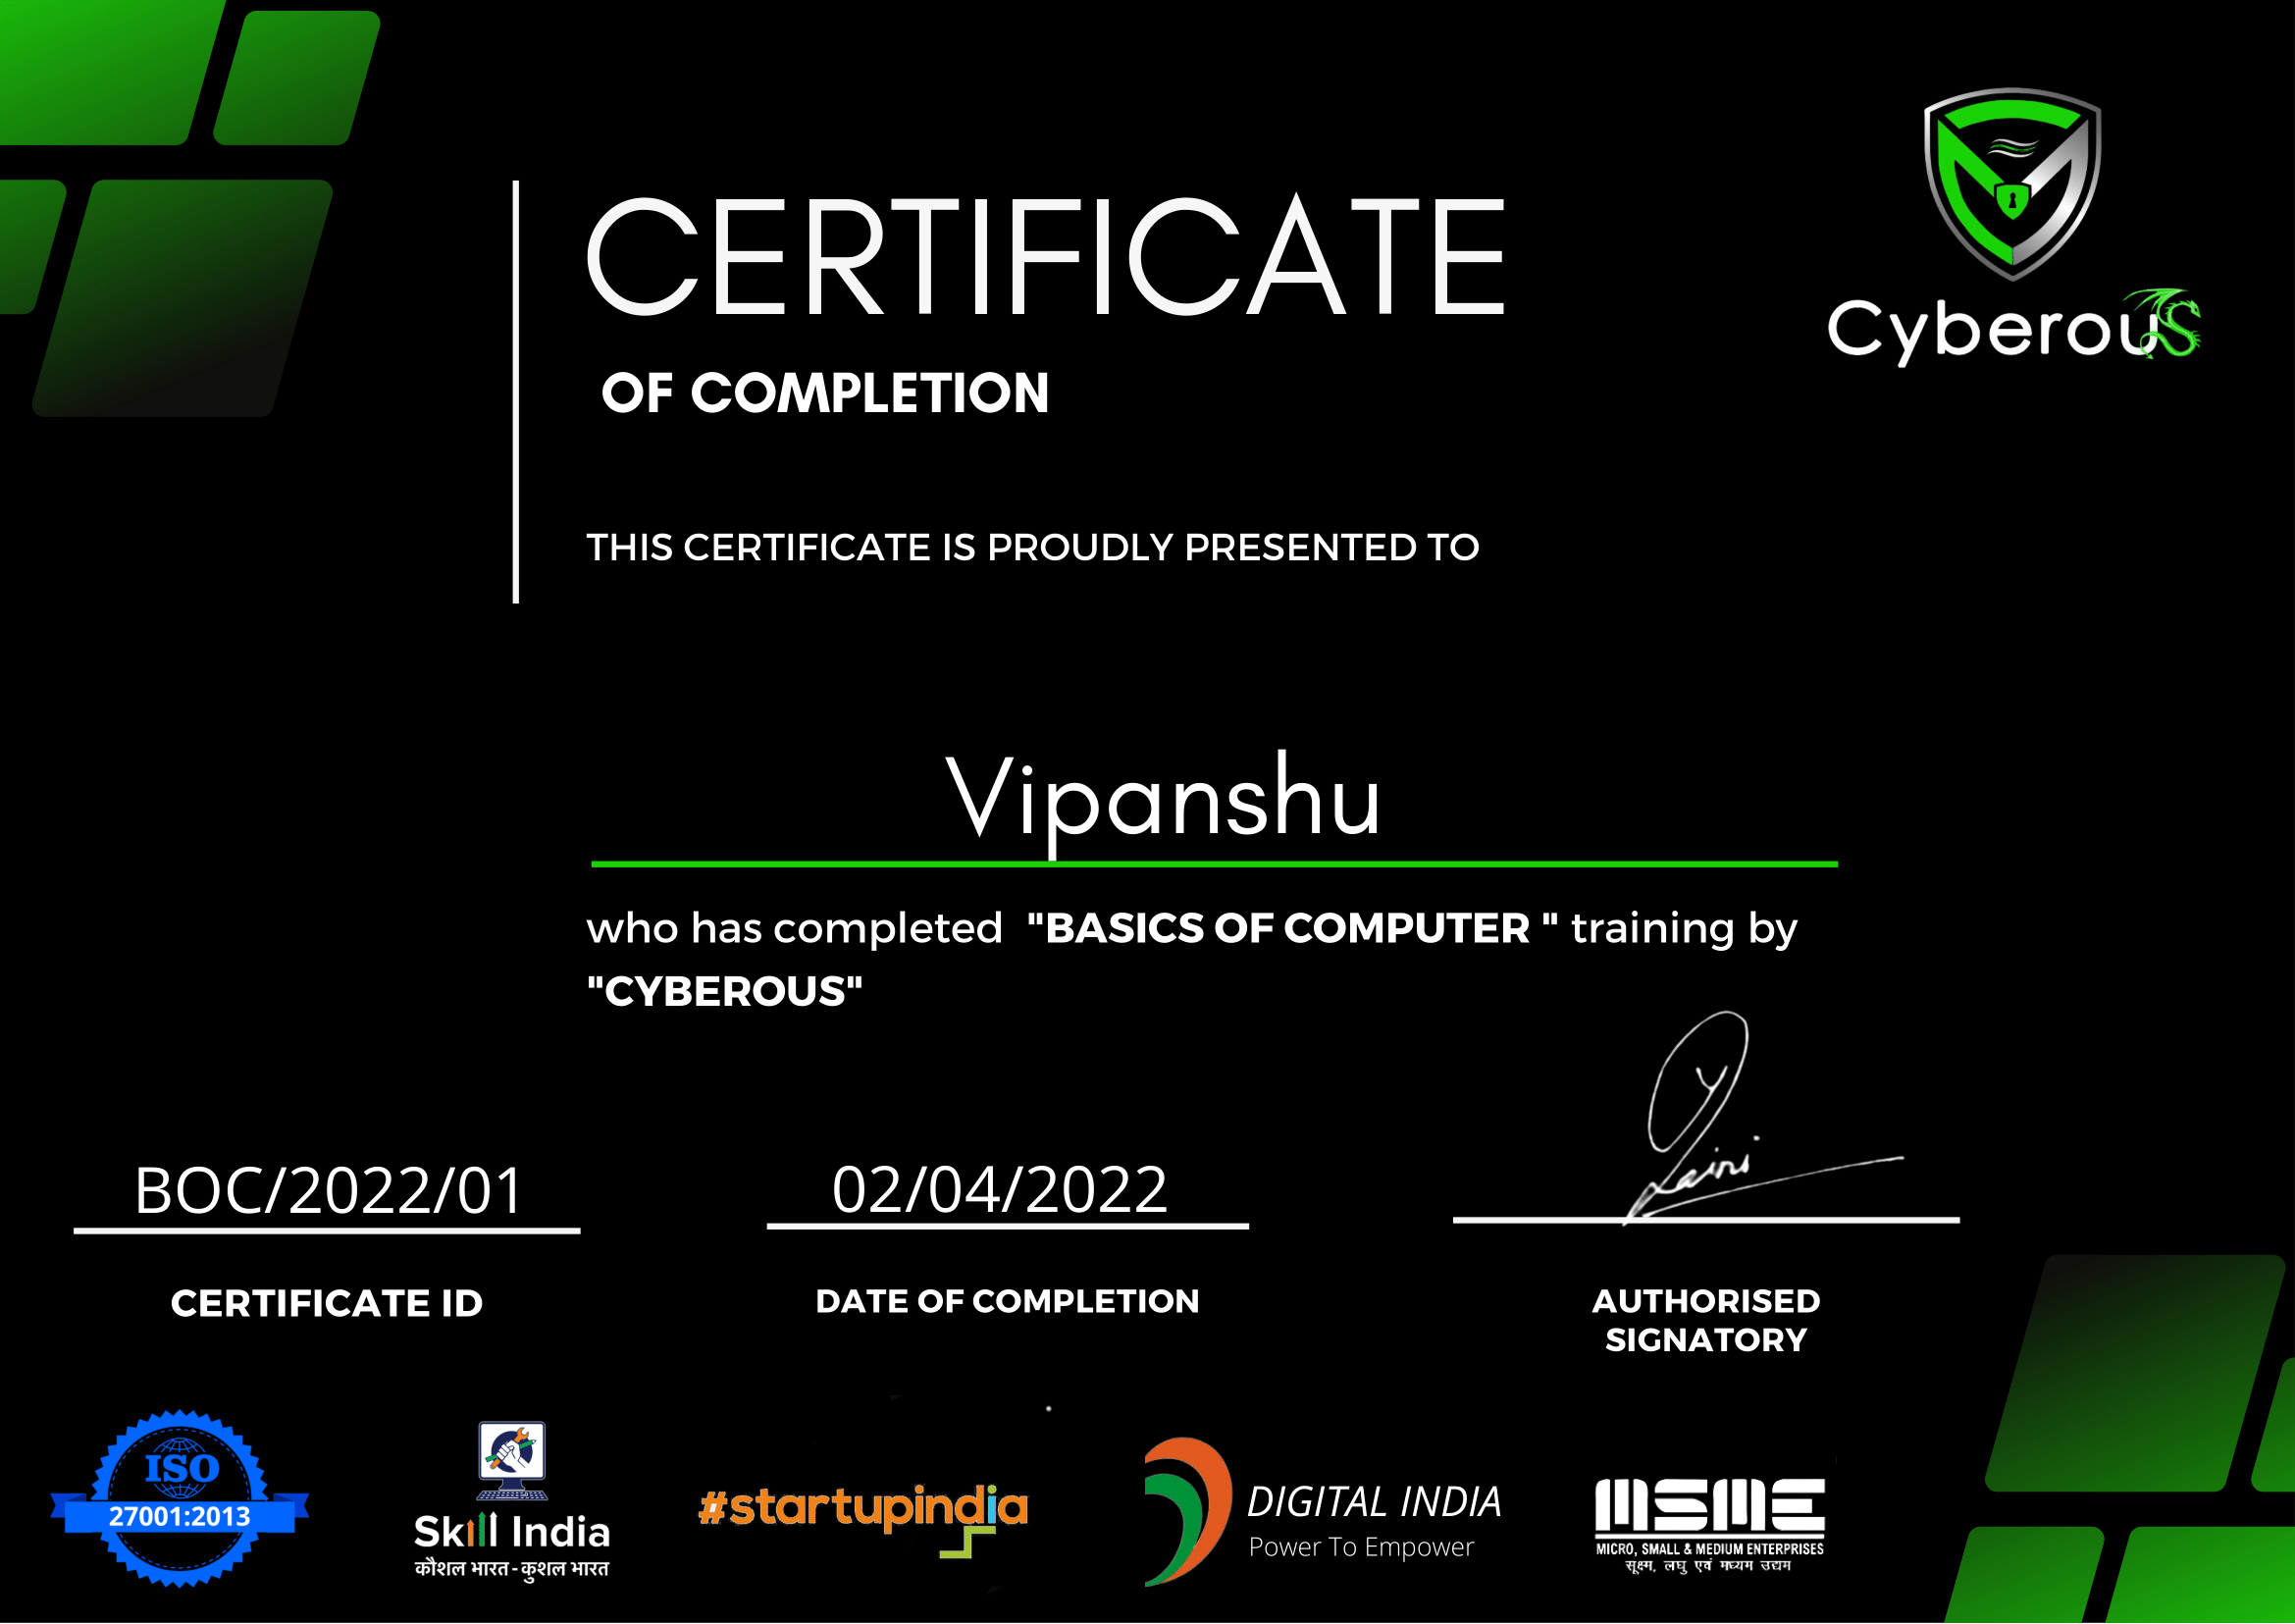 CERTIFICATE
Cyberous
OF COMPLETION
THIS CERTIFICATE IS PROUDLY PRESENTED TO
Vipanshu
who has completed "BASICS OF COMPUTER " training by
"CYBEROUS"
BOC/2022/01
02/04/2022
CERTIFICATE ID
DATE OF COMPLETION
AUTHORISED
SIGNATORY
ISO
27001:2013
Skill India
कौशल भारत - कुशल भारत
#startupindia
DIGITAL INDIA
Power To Empower
MSME
MICRO, SMALL & MEDIUM ENTERPRISES
सूक्ष्म, लघु एवं मध्यम उद्यम